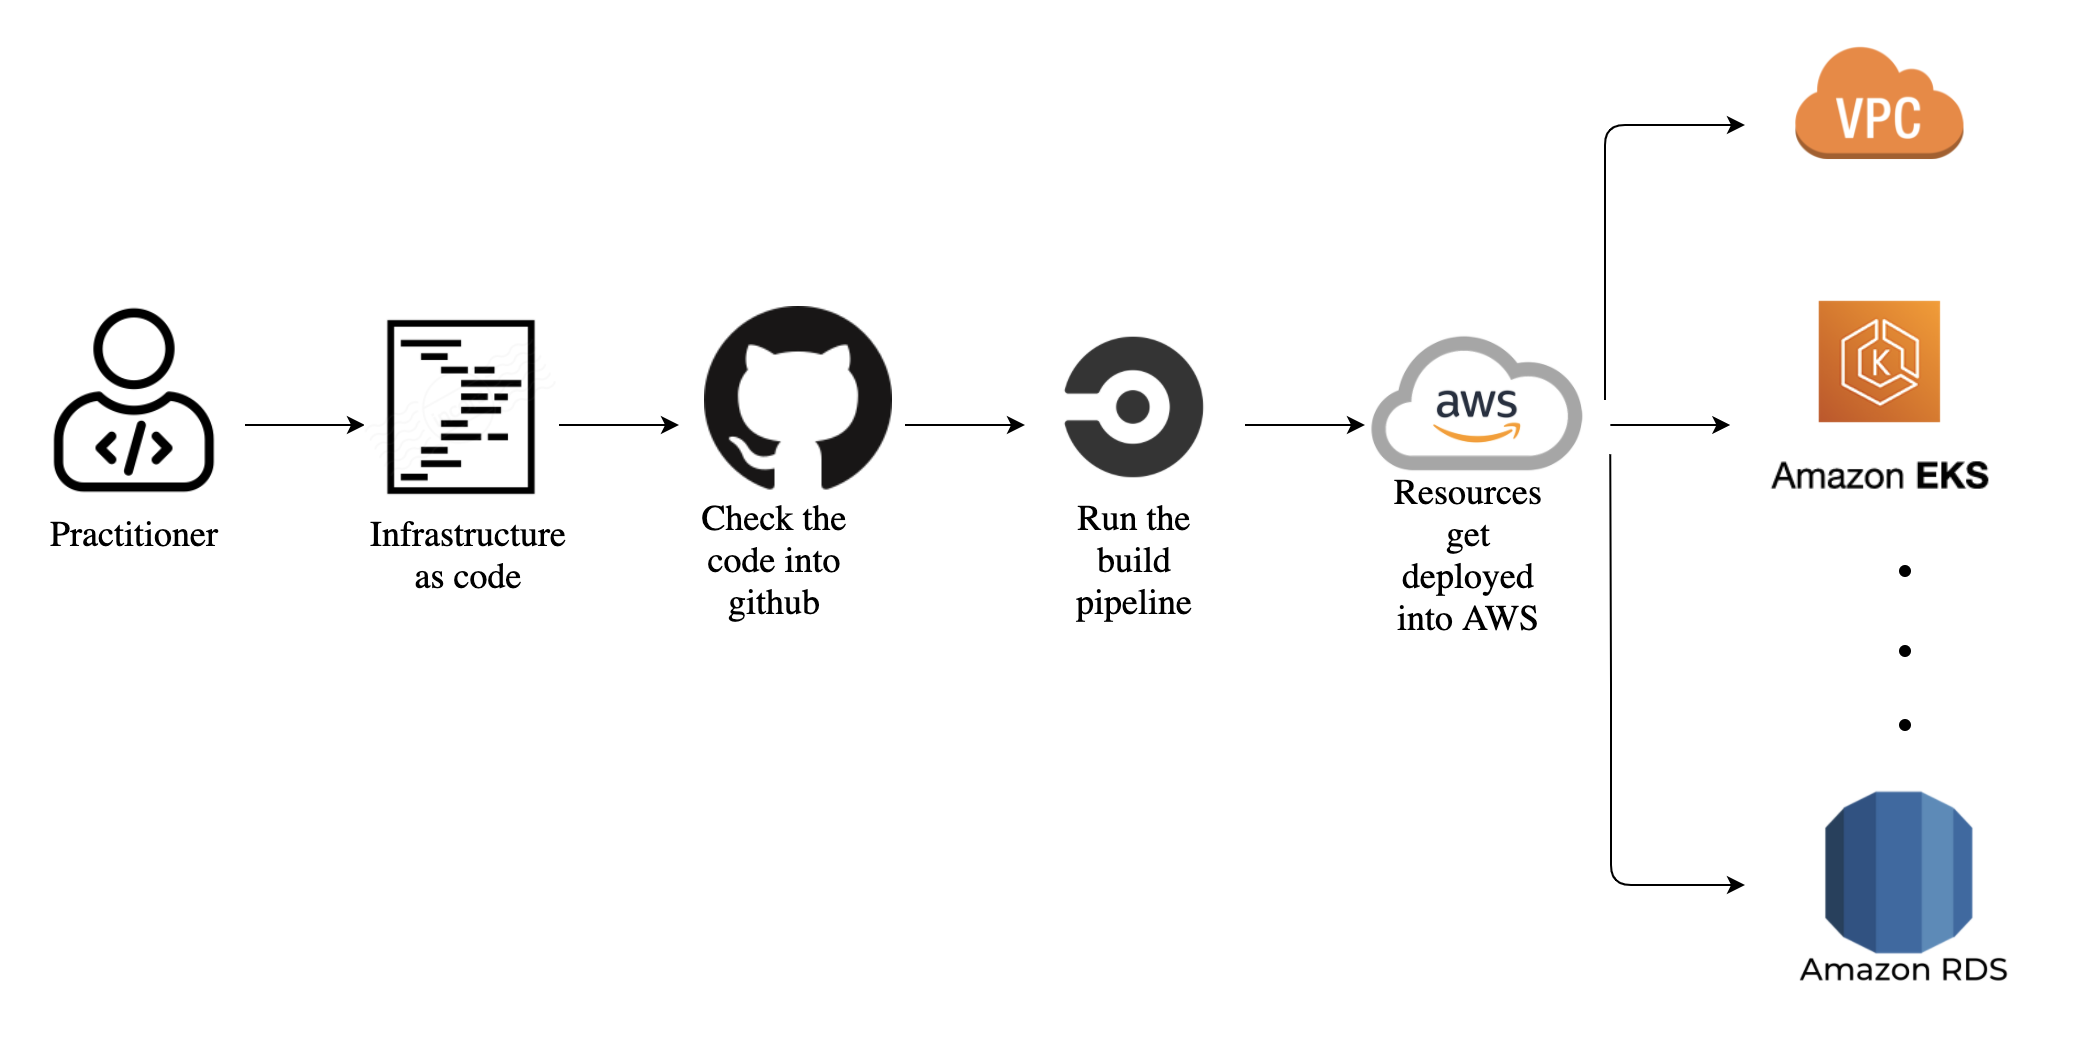 VPC
aws
K
Amazon EKS
Practitioner
Infrastructure
as code
Check the
code into
github
Run the
build
pipeline
Resources
get
deployed
into AWS
Amazon RDS